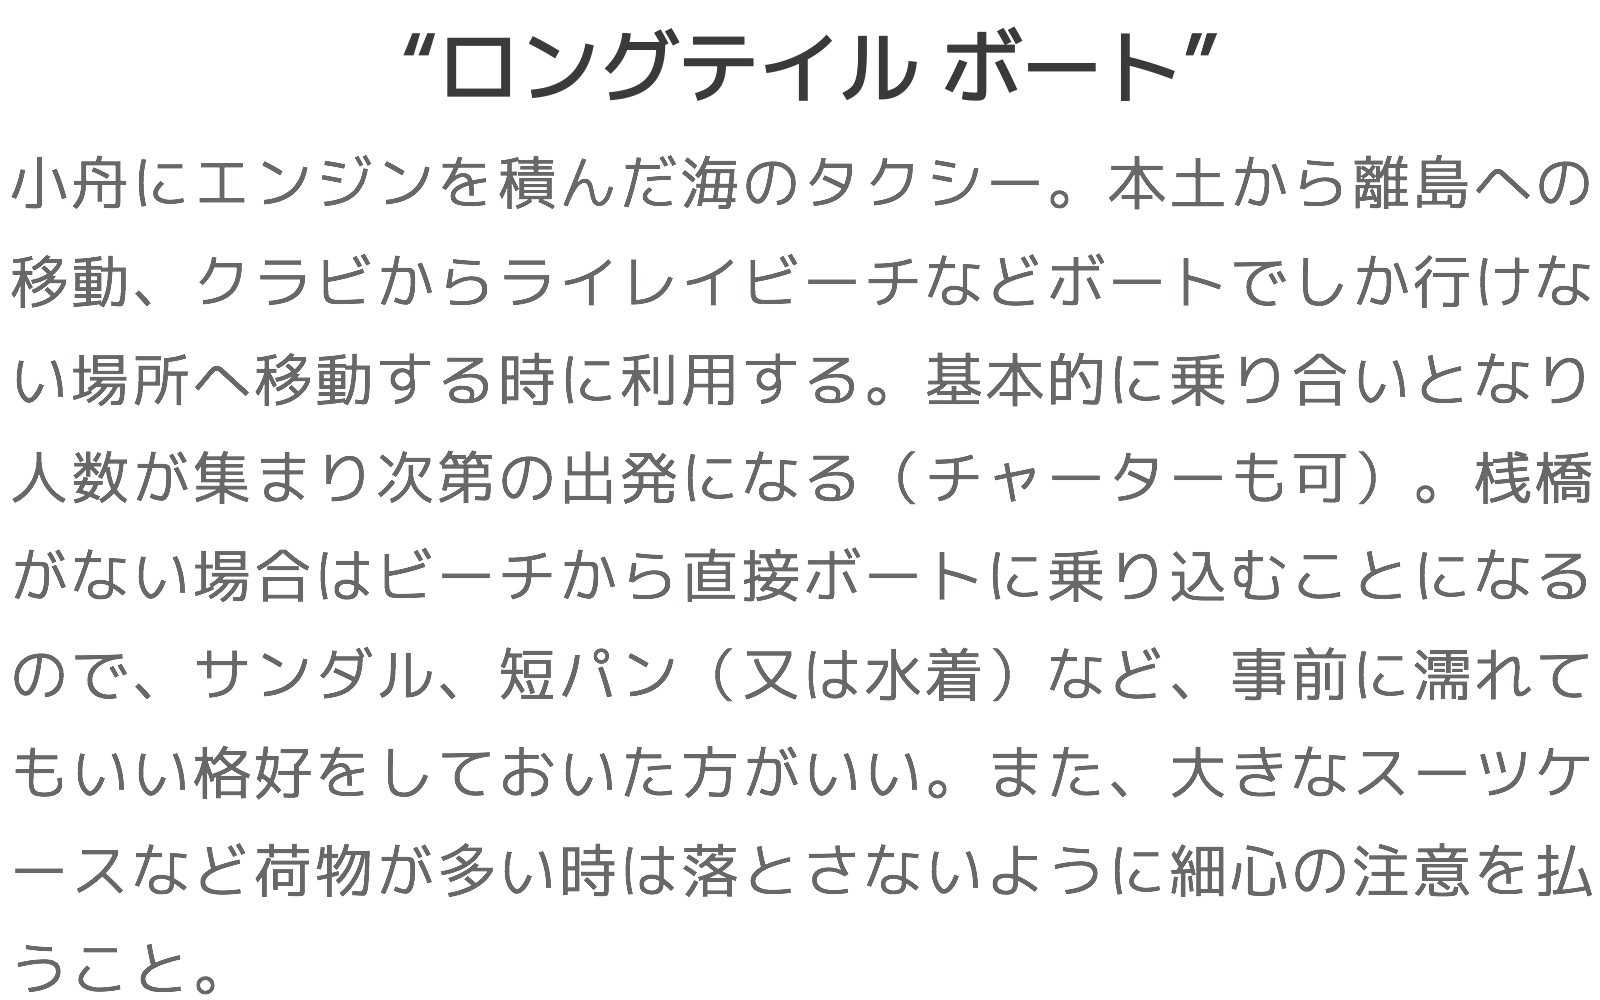 “ロングテイル ボート”
小舟にエンジンを積んだ海のタクシー。本土から離島への
移動、クラビからライレイビーチなどボートでしか行けな
い場所へ移動する時に利用する。基本的に乗り合いとなり
人数が集まり次第の出発になる（チャーターも可）。桟橋
がない場合はビーチから直接ボートに乗り込むことになる
ので、サンダル、短パン（又は水着）など、事前に濡れて
もいい格好をしておいた方がいい。また、大きなスーツケ
ースなど荷物が多い時は落とさないように細心の注意を払
うこと。